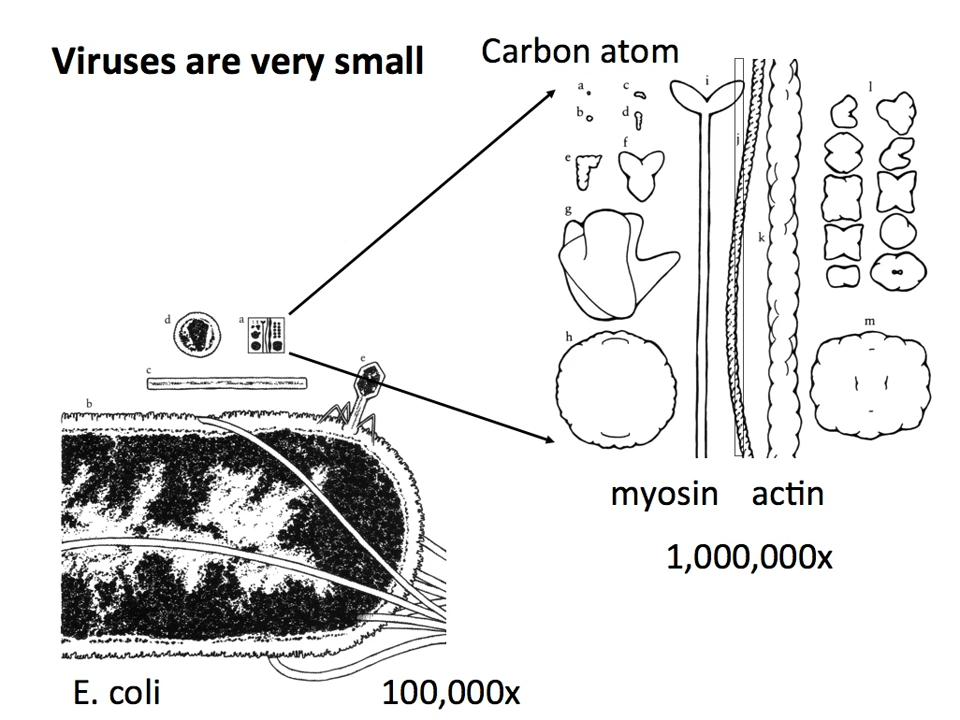 Viruses are very small
Carbon atom
a
c
b
d
e
f
g
h
i
j
k
l
m
myosin actin
1,000,000x
d
a
c
e
b
E. coli
100,000x